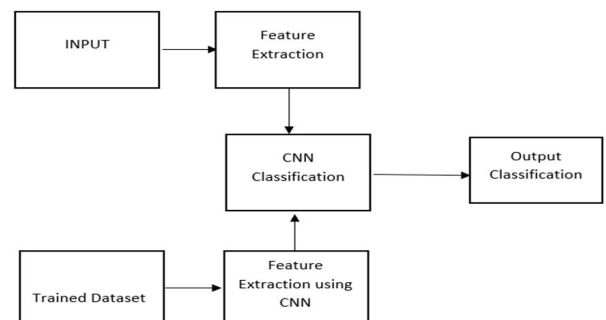 INPUT
Feature
Extraction
CNN
Classification
Output
Classification
Trained Dataset
Feature
Extraction using
CNN